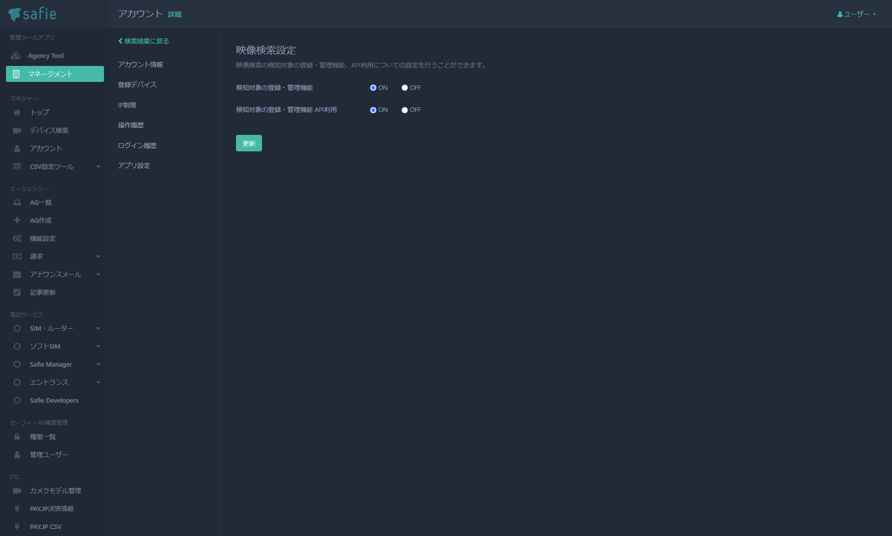 safie
アカウント 詳細
ユーザー
管理ツールアプリ
Agency Tool
マネージメント
マネジャー
トップ
デバイス検索
アカウント
CSV設定ツール
エージェンシー
AG一覧
AG作成
機能設定
請求
アナウンスメール
記事更新
周辺サービス
SIM・ルーター
ソフトSIM
Safie Manager
エントランス
Safie Developers
セーフィーAG権限管理
権限一覧
管理ユーザー
ETC
カメラモデル管理
PAY.JP決済情報
PAY.JP CSV
検索結果に戻る
アカウント情報
登録デバイス
IP制限
操作履歴
ログイン履歴
アプリ設定
映像検索設定
映像検索の検知対象の登録・管理機能、API利用についての設定を行うことができます。
検知対象の登録・管理機能 ON OFF
検知対象の登録・管理機能 API利用 ON OFF
更新